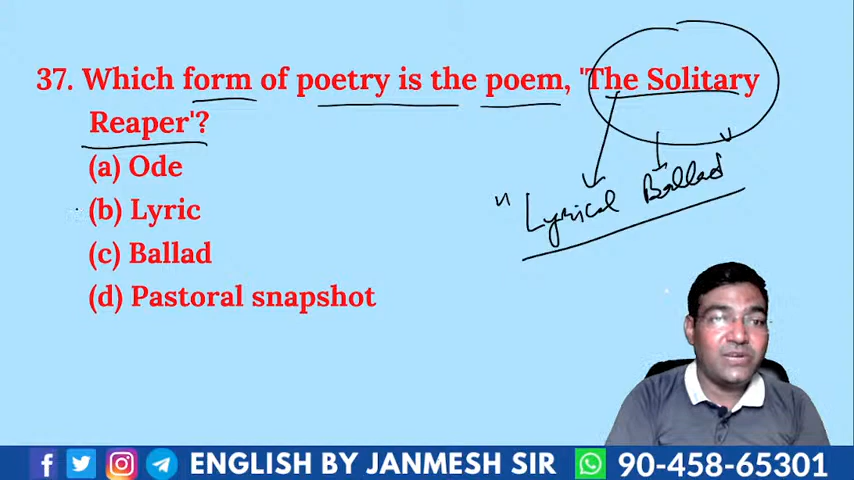 37. Which form of poetry is the poem, 'The Solitary
Reaper'?
(a) Ode
(b) Lyric
(c) Ballad
(d) Pastoral snapshot
" Lyrical Ballad
f ENGLISH BY JANMESH SIR 90-458-65301